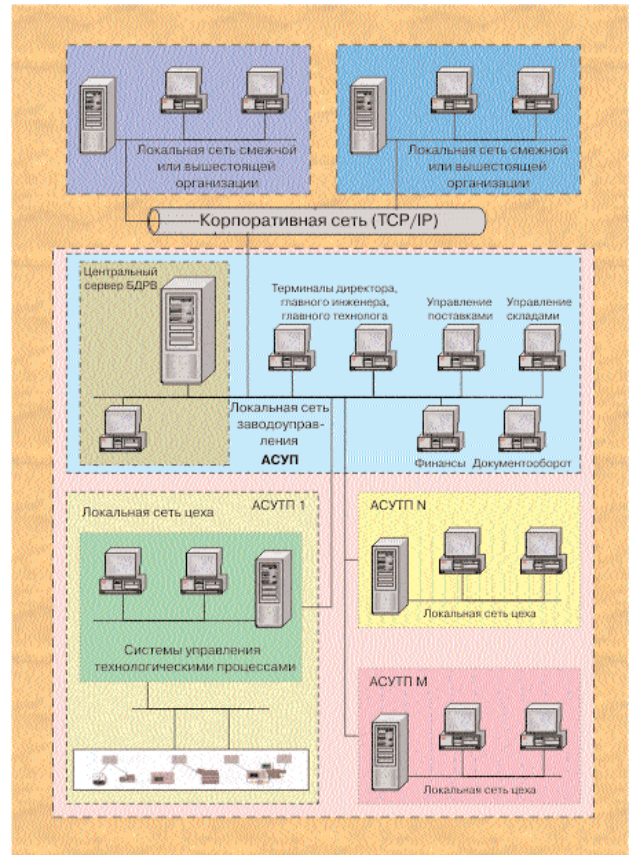 Локальная сеть смежной
или вышестоящей
организации
Локальная сеть смежной
или вышестоящей
организации
Корпоративная сеть (TCP/IP)
Центральный
сервер БДРВ
Терминалы директора,
главного инженера,
главного технолога
Управление
поставками
Управление
складами
Локальная сеть
заводоуправ-
ления
АСУП
Финансы
Документооборот
Локальная сеть цеха
АСУТП 1
Системы управления
технологическими процессами
АСУТП N
Локальная сеть цеха
АСУТП М
Локальная сеть цеха